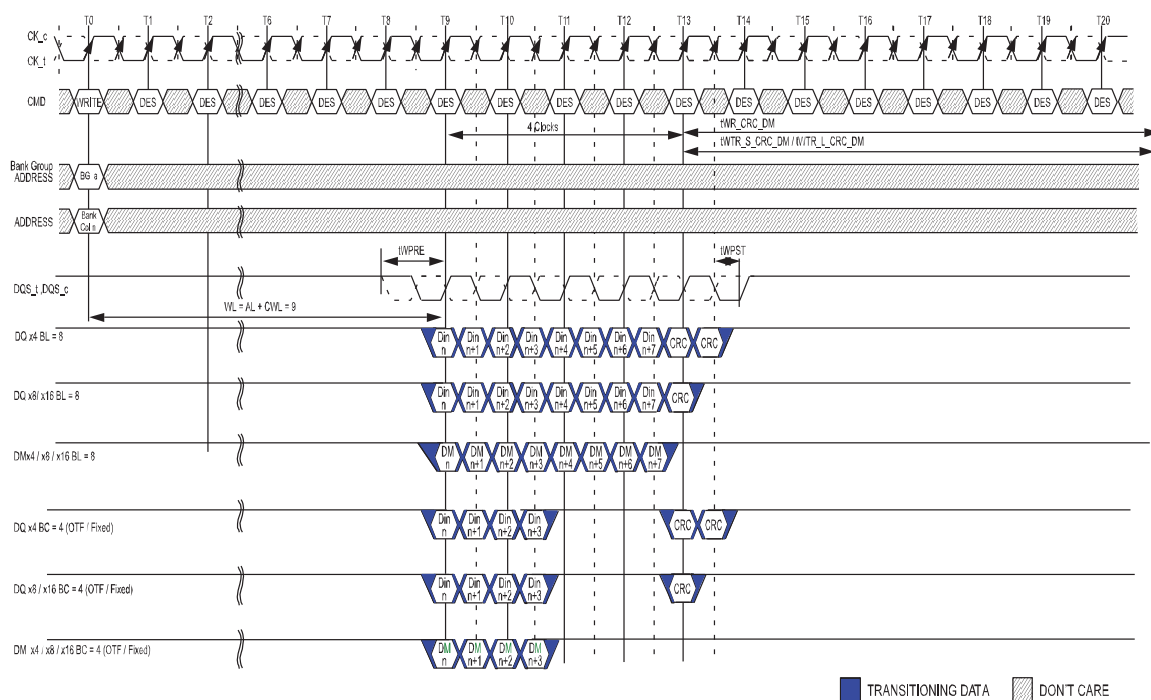 T0 T1 T2 T6 T7 T8 T9 T10 T11 T12 T13 T14 T15 T16 T17 T18 T19 T20
CK_c
CK_t
CMD WRITE DES DES DES DES DES DES DES DES DES DES DES DES DES DES DES DES DES
4 Clocks
tWR_CRC_DM
tWTR_S_CRC_DM / tWTR_L_CRC_DM
Bank Group
ADDRESS
BG a
ADDRESS
Bank
Col n
tWPRE
tWPST
DQS_t ,DQS_c
WL = AL + CWL = 9
DQ x4 BL = 8
Din Din Din Din Din Din Din Din CRC CRC
n n+1 n+2 n+3 n+4 n+5 n+6 n+7
DQ x8/ x16 BL = 8
Din Din Din Din Din Din Din Din CRC
n n+1 n+2 n+3 n+4 n+5 n+6 n+7
DMx4 / x8 / x16 BL = 8
DM DM DM DM DM DM DM DM
n n+1 n+2 n+3 n+4 n+5 n+6 n+7
DQ x4 BC = 4 (OTF / Fixed)
Din Din Din Din CRC CRC
n n+1 n+2 n+3
DQ x8 / x16 BC = 4 (OTF / Fixed)
Din Din Din Din CRC
n n+1 n+2 n+3
DM x4 / x8 / x16 BC = 4 (OTF / Fixed)
DM DM DM DM
n n+1 n+2 n+3
TRANSITIONING DATA
DON'T CARE